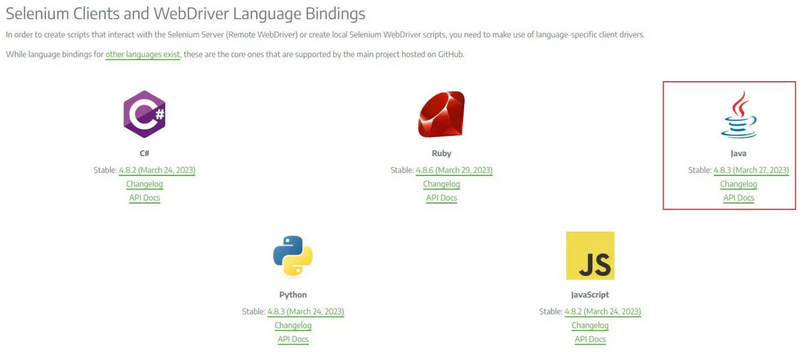 Selenium Clients and WebDriver Language Bindings
In order to create scripts that interact with the Selenium Server (Remote WebDriver) or create local Selenium WebDriver scripts, you need to make use of language-specific client drivers.
While language bindings for other languages exist, these are the core ones that are supported by the main project hosted on GitHub.
C#
C#
Stable: 4.8.2 (March 24, 2023)
Changelog
API Docs
Ruby
Stable: 4.8.6 (March 29, 2023)
Changelog
API Docs
Java
Stable: 4.8.3 (March 27, 2023)
Changelog
API Docs
Python
Stable: 4.8.3 (March 24, 2023)
Changelog
API Docs
JS
JavaScript
Stable: 4.8.2 (March 24, 2023)
Changelog
API Docs